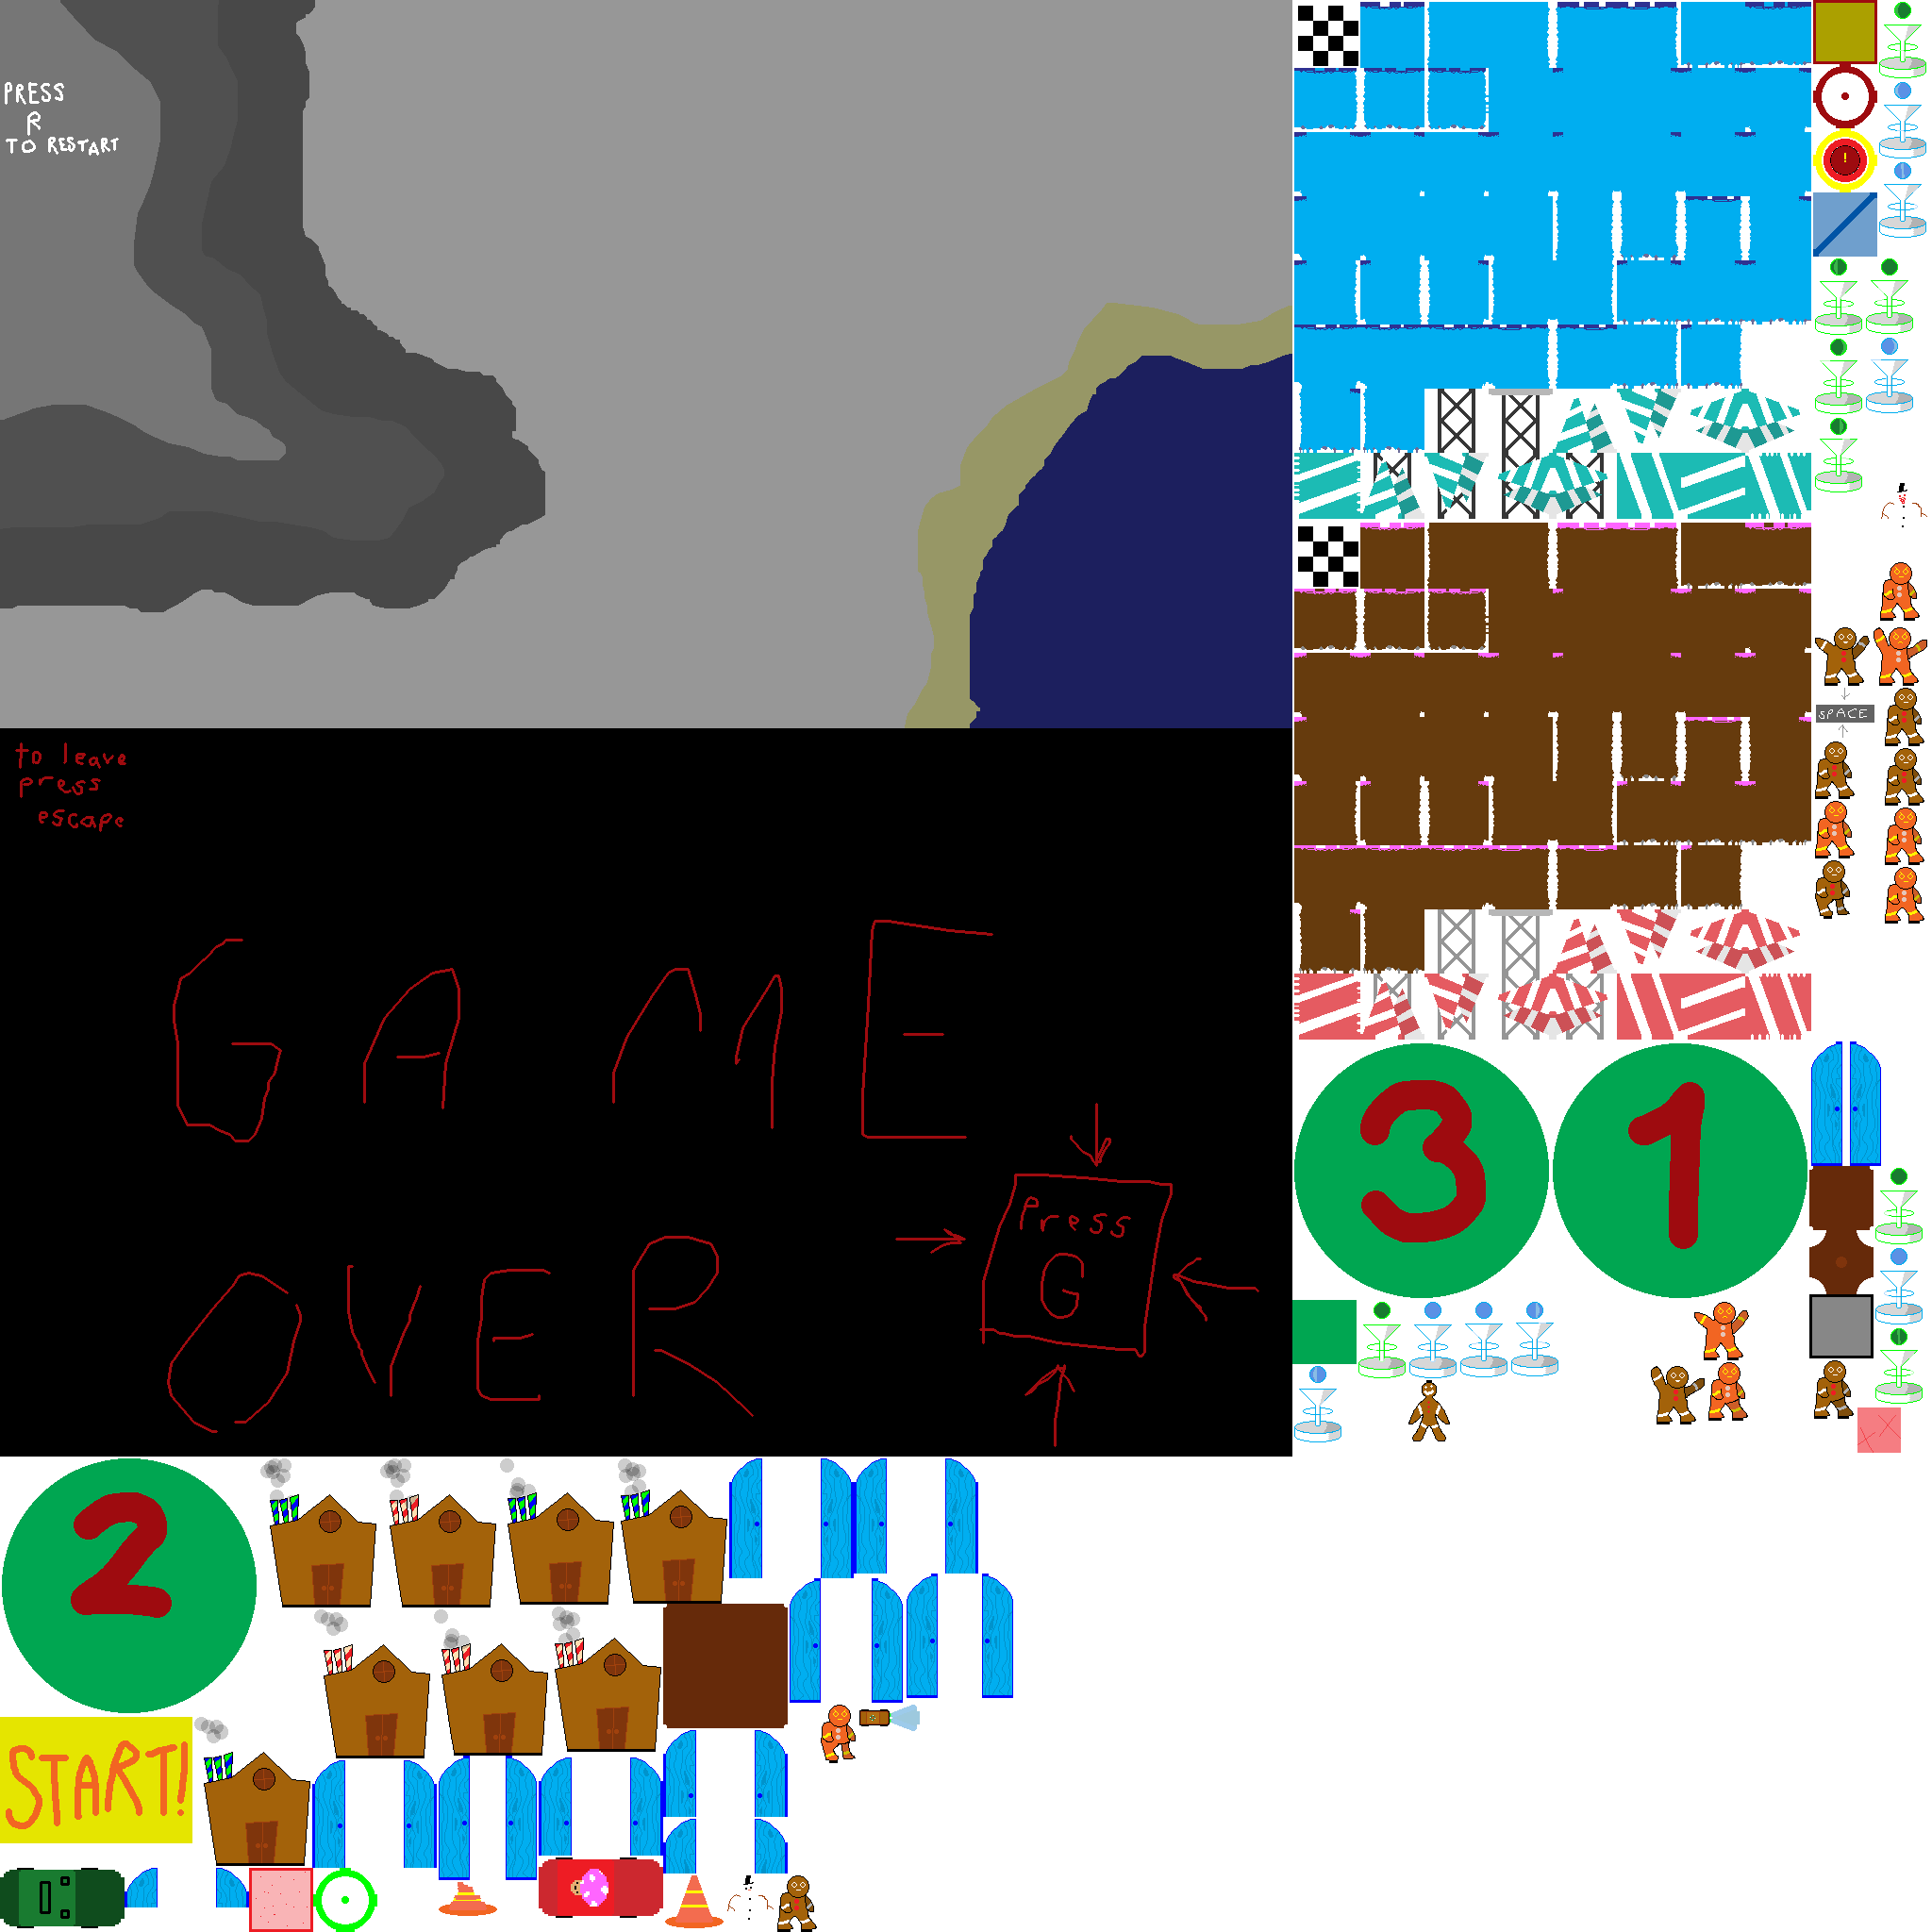 PRESS
R
TO RESTART
!
to leave
press
escape
SPACE
GAME
OVER
Press
G
3
1
2
START!